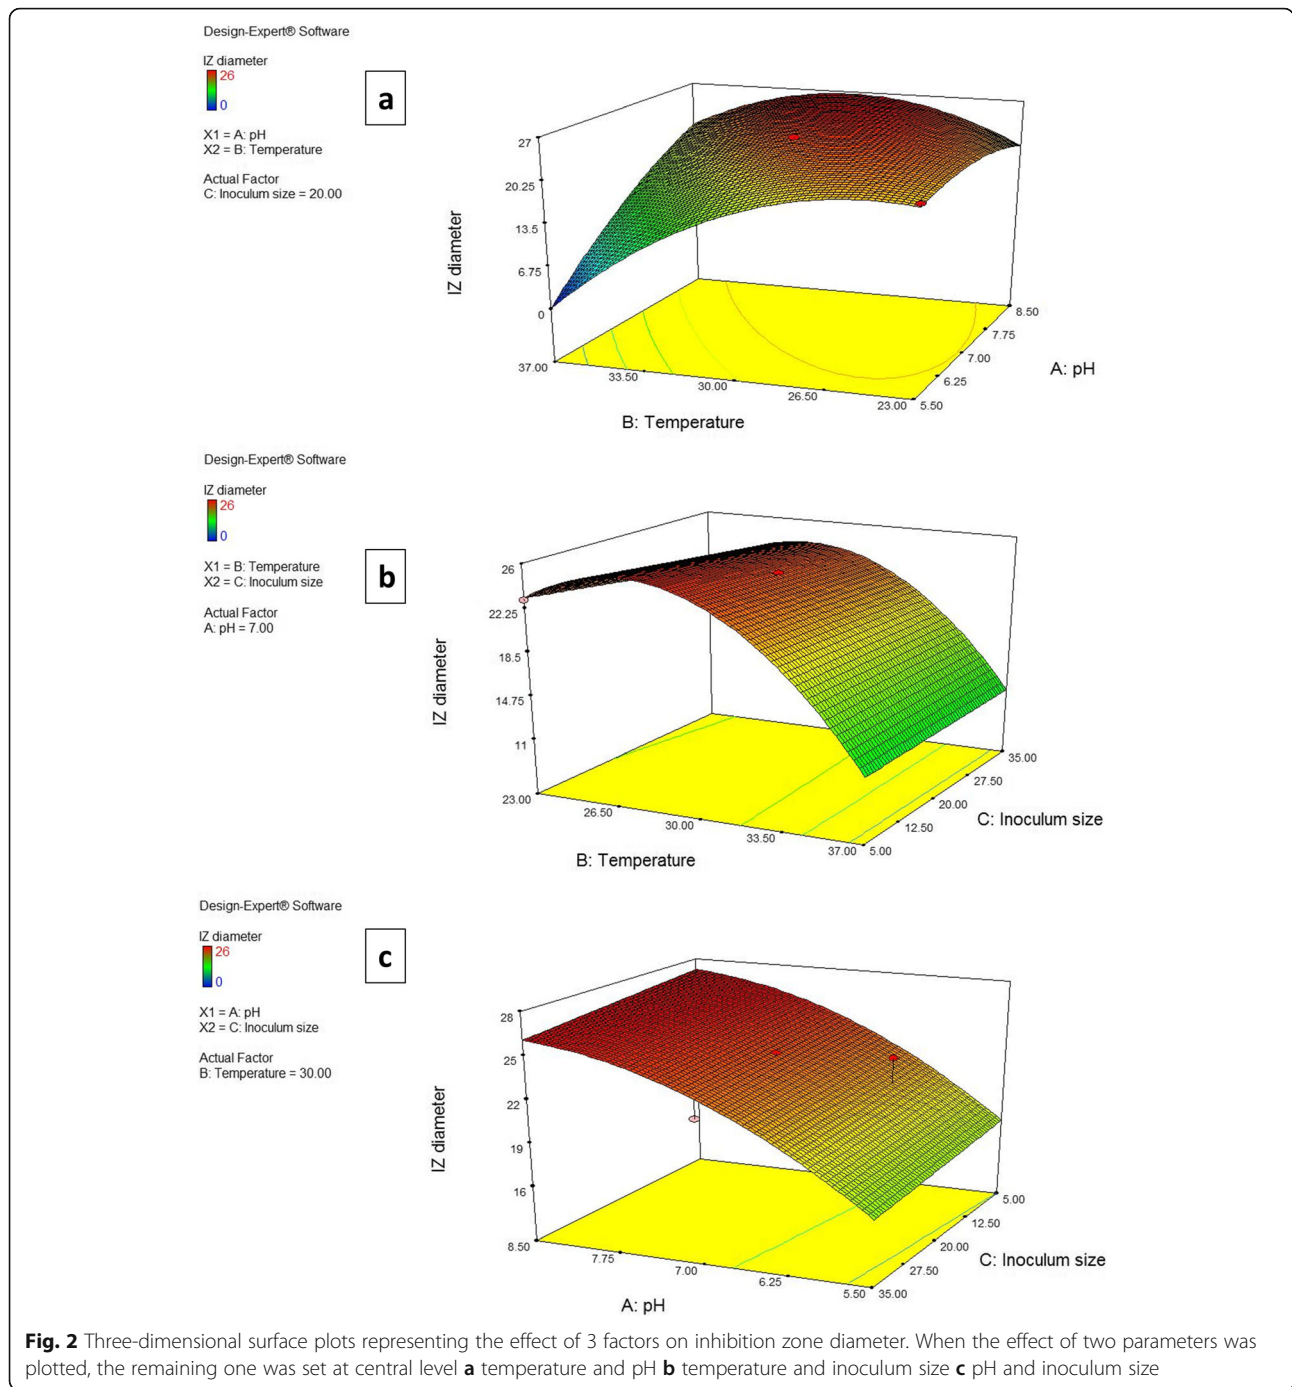 Design-Expert® Software
IZ diameter
26
0
X1 = A: pH
X2 = B: Temperature
Actual Factor
C: Inoculum size = 20.00
a
27
20.25
13.5
6.75
0
IZ diameter
37.00
33.50
30.00
26.50
23.00
B: Temperature
5.50
6.25
7.00
7.75
8.50
A: pH
Design-Expert® Software
IZ diameter
26
0
X1 = B: Temperature
X2 = C: Inoculum size
Actual Factor
A: pH = 7.00
b
26
22.25
18.5
14.75
11
IZ diameter
23.00
26.50
30.00
33.50
37.00
B: Temperature
5.00
12.50
20.00
27.50
35.00
C: Inoculum size
Design-Expert® Software
IZ diameter
26
0
X1 = A: pH
X2 = C: Inoculum size
Actual Factor
B: Temperature = 30.00
c
28
25
22
19
16
IZ diameter
8.50
7.75
7.00
6.25
5.50
A: pH
35.00
27.50
20.00
12.50
5.00
C: Inoculum size
Fig. 2 Three-dimensional surface plots representing the effect of 3 factors on inhibition zone diameter. When the effect of two parameters was
plotted, the remaining one was set at central level a temperature and pH b temperature and inoculum size c pH and inoculum size